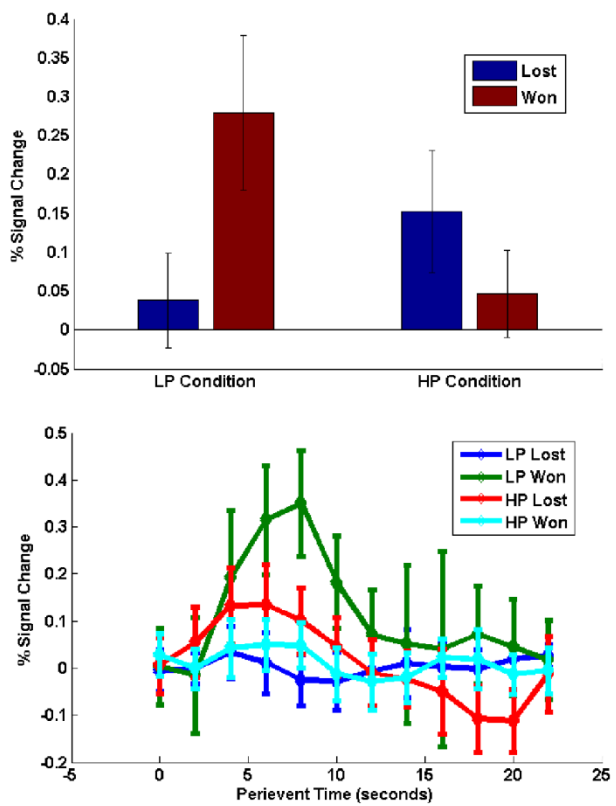 0.4
0.35
0.3
0.25
0.2
0.15
0.1
0.05
0
-0.05
% Signal Change
Lost
Won
LP Condition HP Condition
0.5
0.4
0.3
0.2
0.1
0
-0.1
-0.2
% Signal Change
LP Lost
LP Won
HP Lost
HP Won
-5 0 5 10 15 20 25
Perievent Time (seconds)